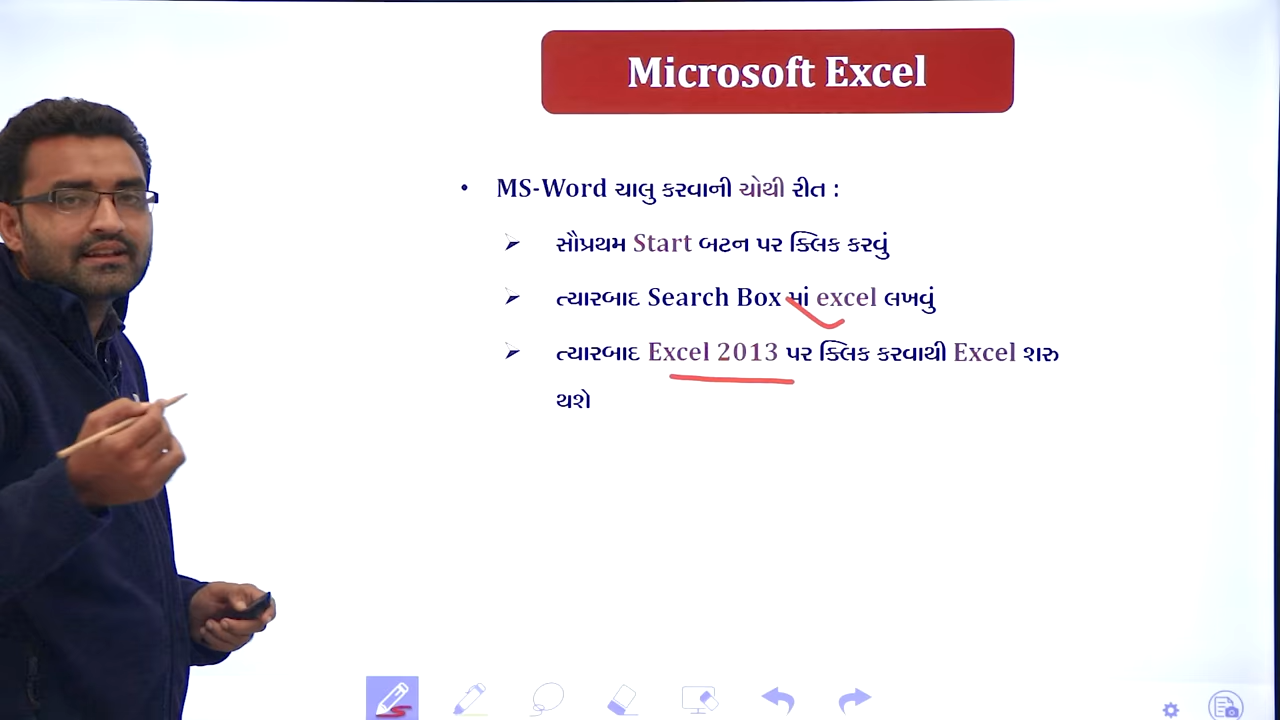 Microsoft Excel
• MS-Word ચાલુ કરવાની ચોથી રીત :
➢ સૌપ્રથમ Start બટન પર ક્લિક કરવું
➢ ત્યારબાદ Search Box માં excel લખવું
➢ ત્યારબાદ Excel 2013 પર ક્લિક કરવાથી Excel શરુ
થશે